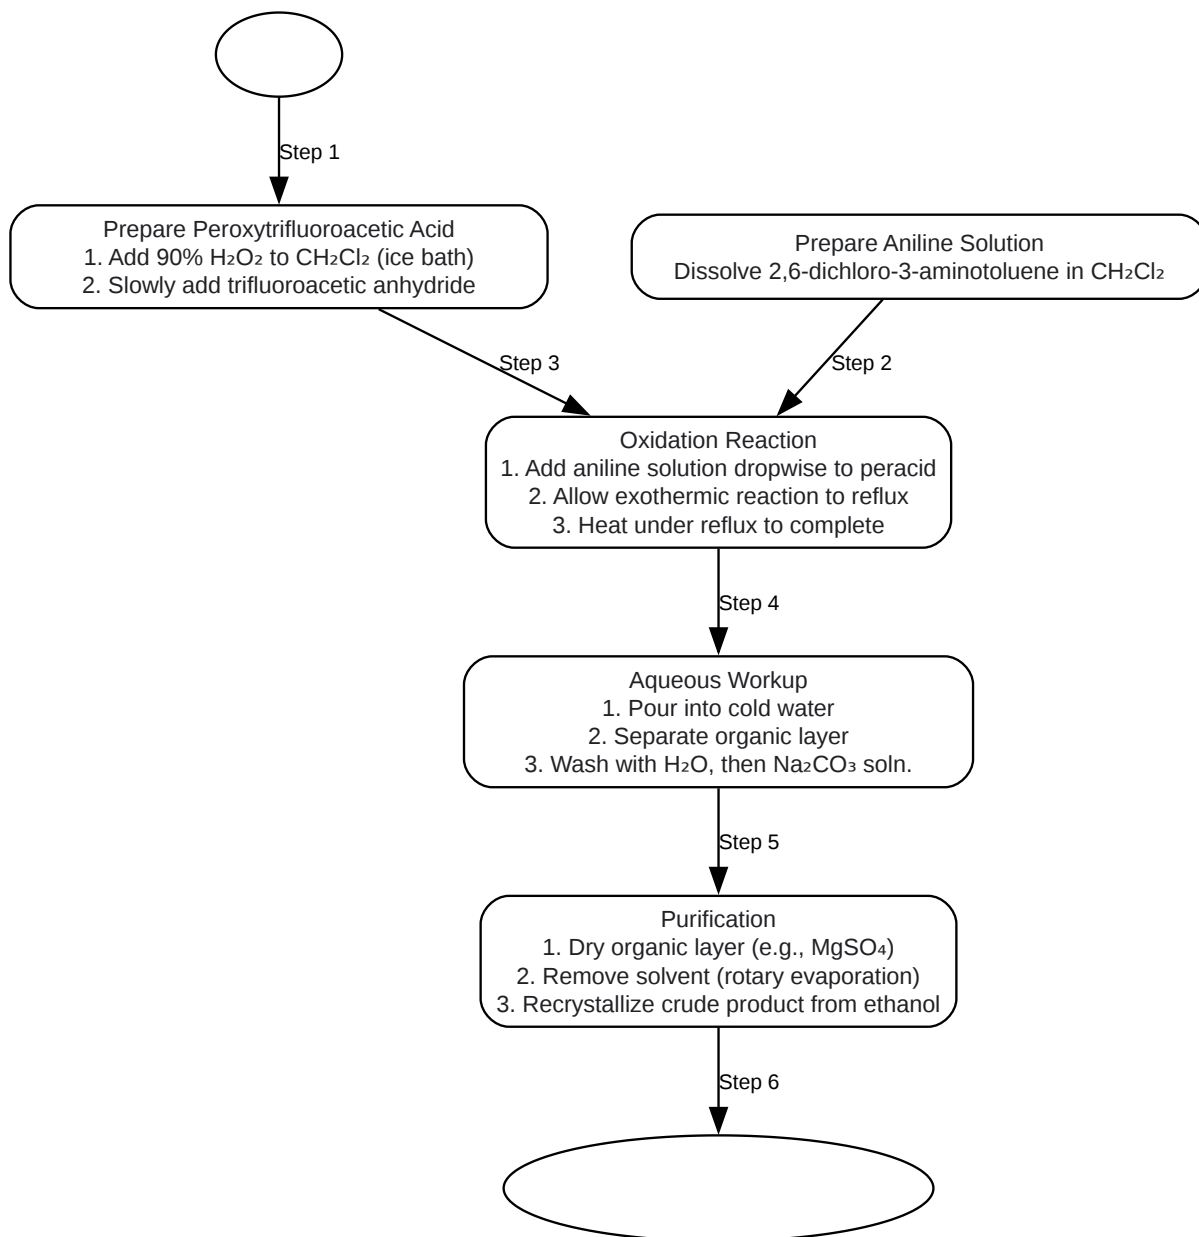 Step 1
Prepare Peroxytrifluoroacetic Acid
1. Add 90% H₂O₂ to CH₂Cl₂ (ice bath)
2. Slowly add trifluoroacetic anhydride
Prepare Aniline Solution
Dissolve 2,6-dichloro-3-aminotoluene in CH₂Cl₂
Step 3
Step 2
Oxidation Reaction
1. Add aniline solution dropwise to peracid
2. Allow exothermic reaction to reflux
3. Heat under reflux to complete
Step 4
Aqueous Workup
1. Pour into cold water
2. Separate organic layer
3. Wash with H₂O, then Na₂CO₃ soln.
Step 5
Purification
1. Dry organic layer (e.g., MgSO₄)
2. Remove solvent (rotary evaporation)
3. Recrystallize crude product from ethanol
Step 6